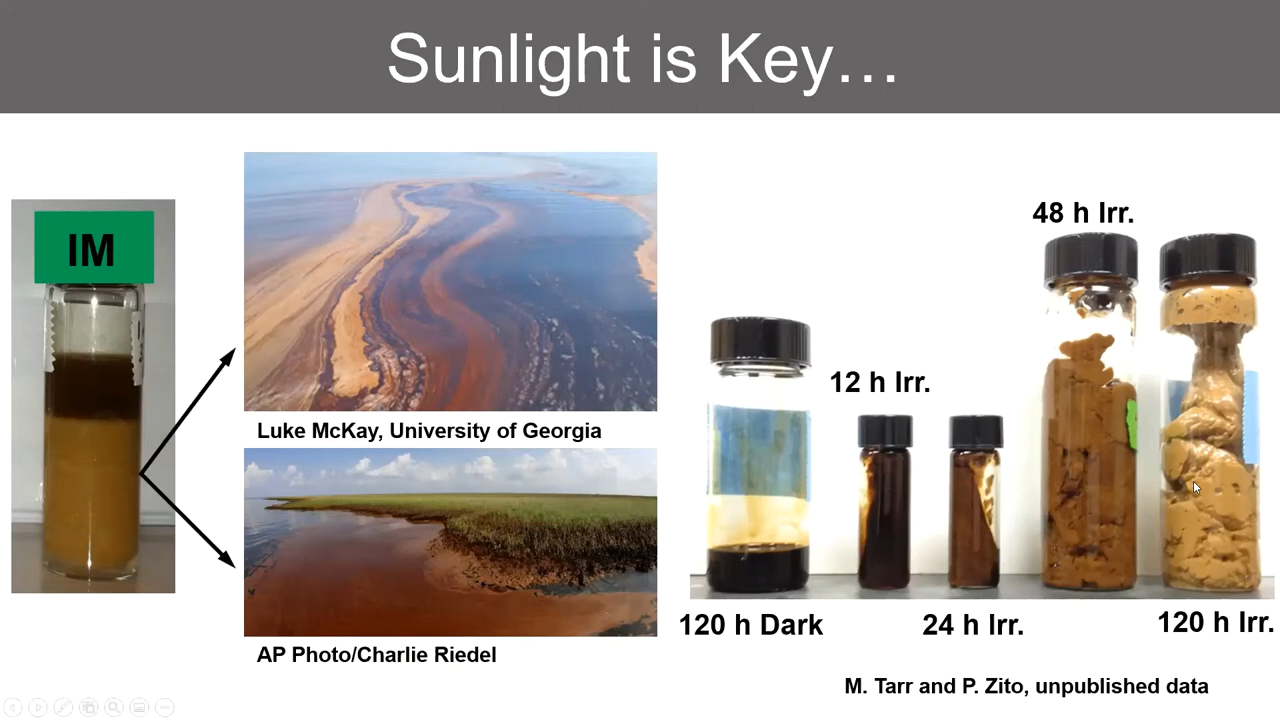 Sunlight is Key…
IM
Luke McKay, University of Georgia
AP Photo/Charlie Riedel
48 h Irr.
12 h Irr.
120 h Dark
24 h Irr.
120 h Irr.
M. Tarr and P. Zito, unpublished data